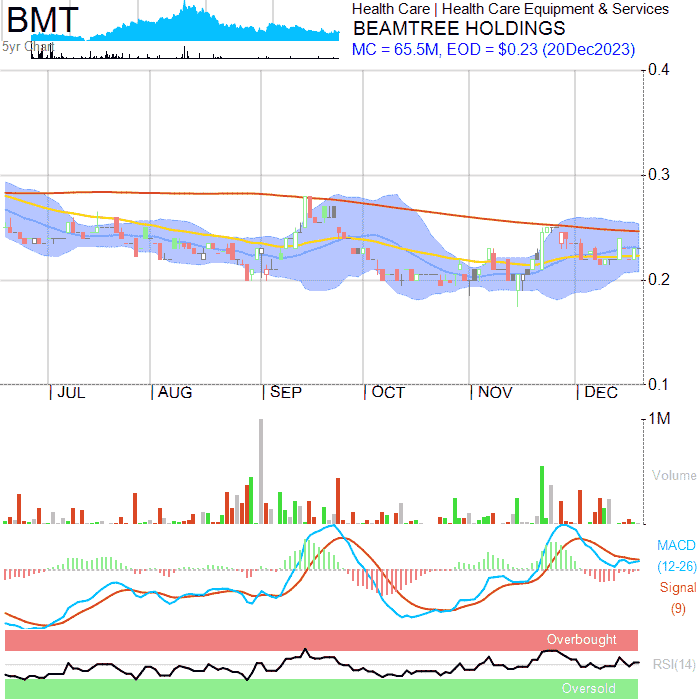 BMT
5yr Chart
Health Care | Health Care Equipment & Services
BEAMTREE HOLDINGS
MC = 65.5M, EOD = $0.23 (20Dec2023)
0.4
0.3
0.2
0.1
JUL AUG SEP OCT NOV DEC
1M
Volume
MACD
(12-26)
Signal
(9)
Overbought
RSI(14)
Oversold